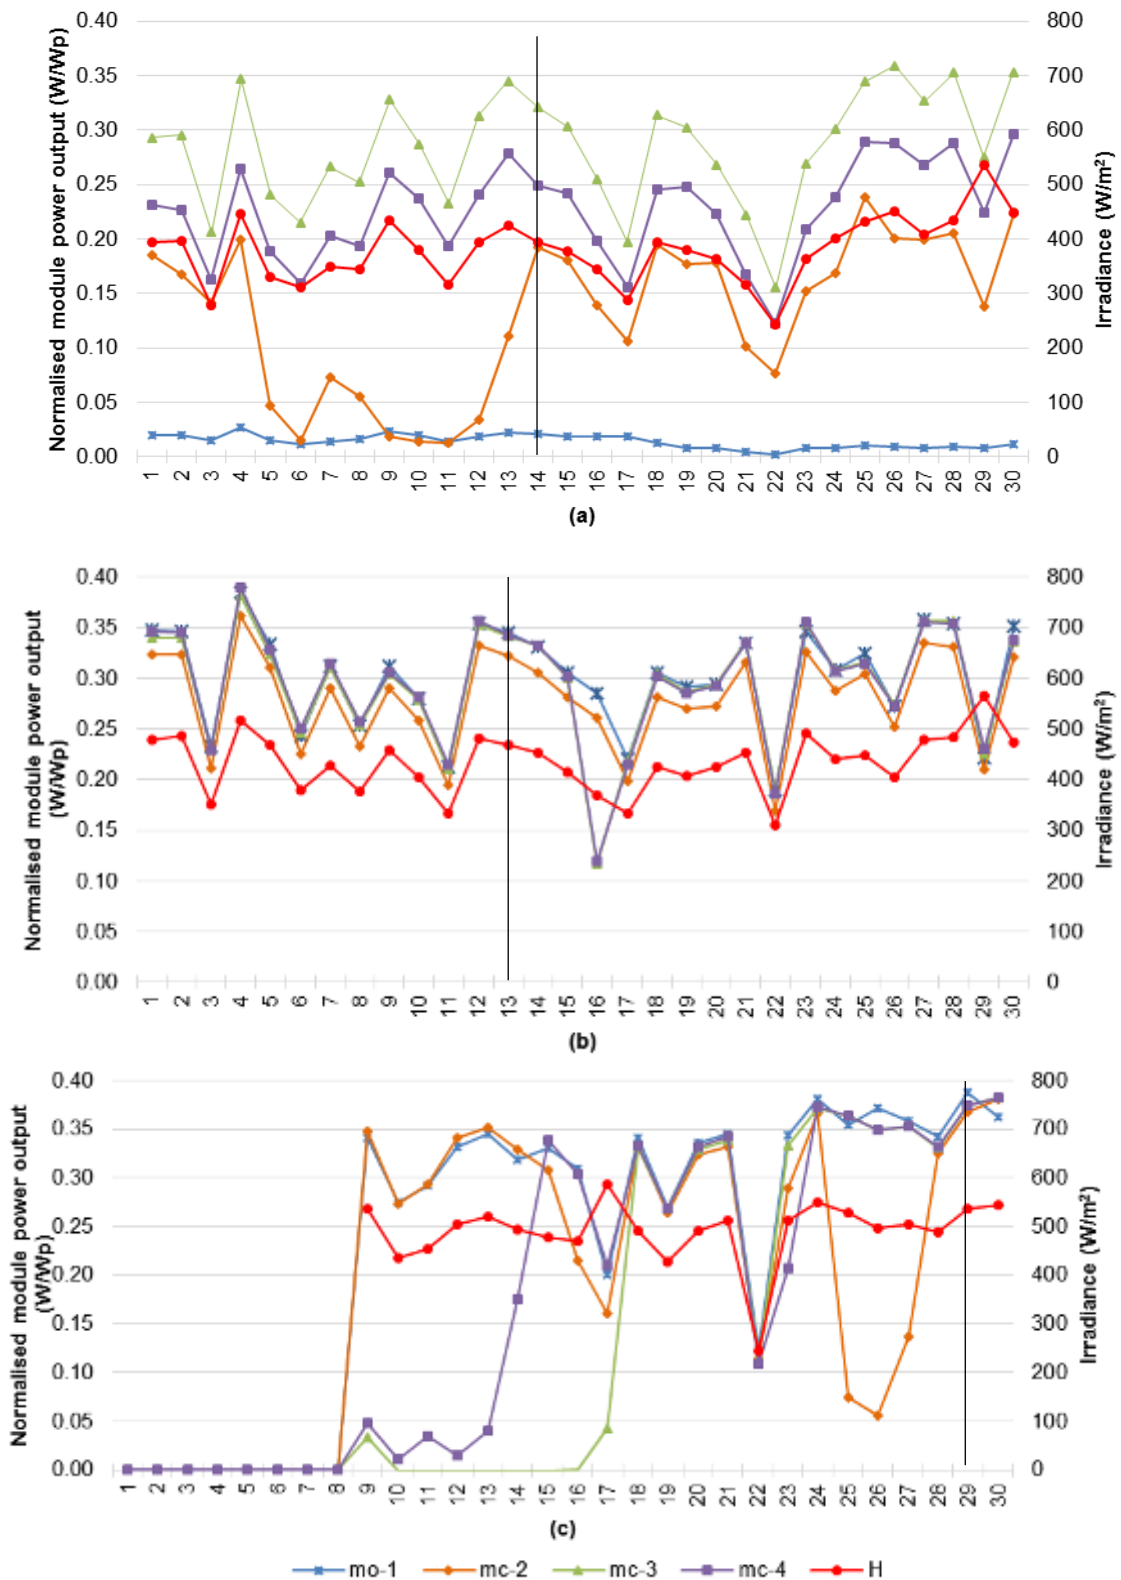 0.40 800
0.35 700
0.30 600
0.25 500
0.20 400
0.15 300
0.10 200
0.05 100
0.00 0
Normalised module power output (W/Wp)
Irradiance (W/m²)
1 2 3 4 5 6 7 8 9 10 11 12 13 14 15 16 17 18 19 20 21 22 23 24 25 26 27 28 29 30
(a)
0.40 800
0.35 700
0.30 600
0.25 500
0.20 400
0.15 300
0.10 200
0.05 100
0.00 0
Normalised module power output
(W/Wp)
Irradiance (W/m²)
1 2 3 4 5 6 7 8 9 10 11 12 13 14 15 16 17 18 19 20 21 22 23 24 25 26 27 28 29 30
(b)
0.40 800
0.35 700
0.30 600
0.25 500
0.20 400
0.15 300
0.10 200
0.05 100
0.00 0
Normalised module power output
(W/Wp)
Irradiance (W/m²)
1 2 3 4 5 6 7 8 9 10 11 12 13 14 15 16 17 18 19 20 21 22 23 24 25 26 27 28 29 30
(c)
mo-1 mc-2 mc-3 mc-4 H